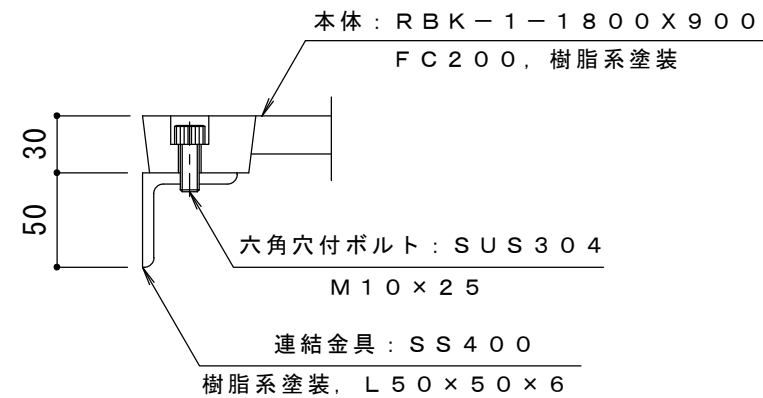 本体：ＲＢＫ－１－１８００Ｘ９００
ＦＣ２００，樹脂系塗装
30
50
六角穴付ボルト：ＳＵＳ３０４
Ｍ１０×２５
連結金具：ＳＳ４００
樹脂系塗装，Ｌ５０×５０×６